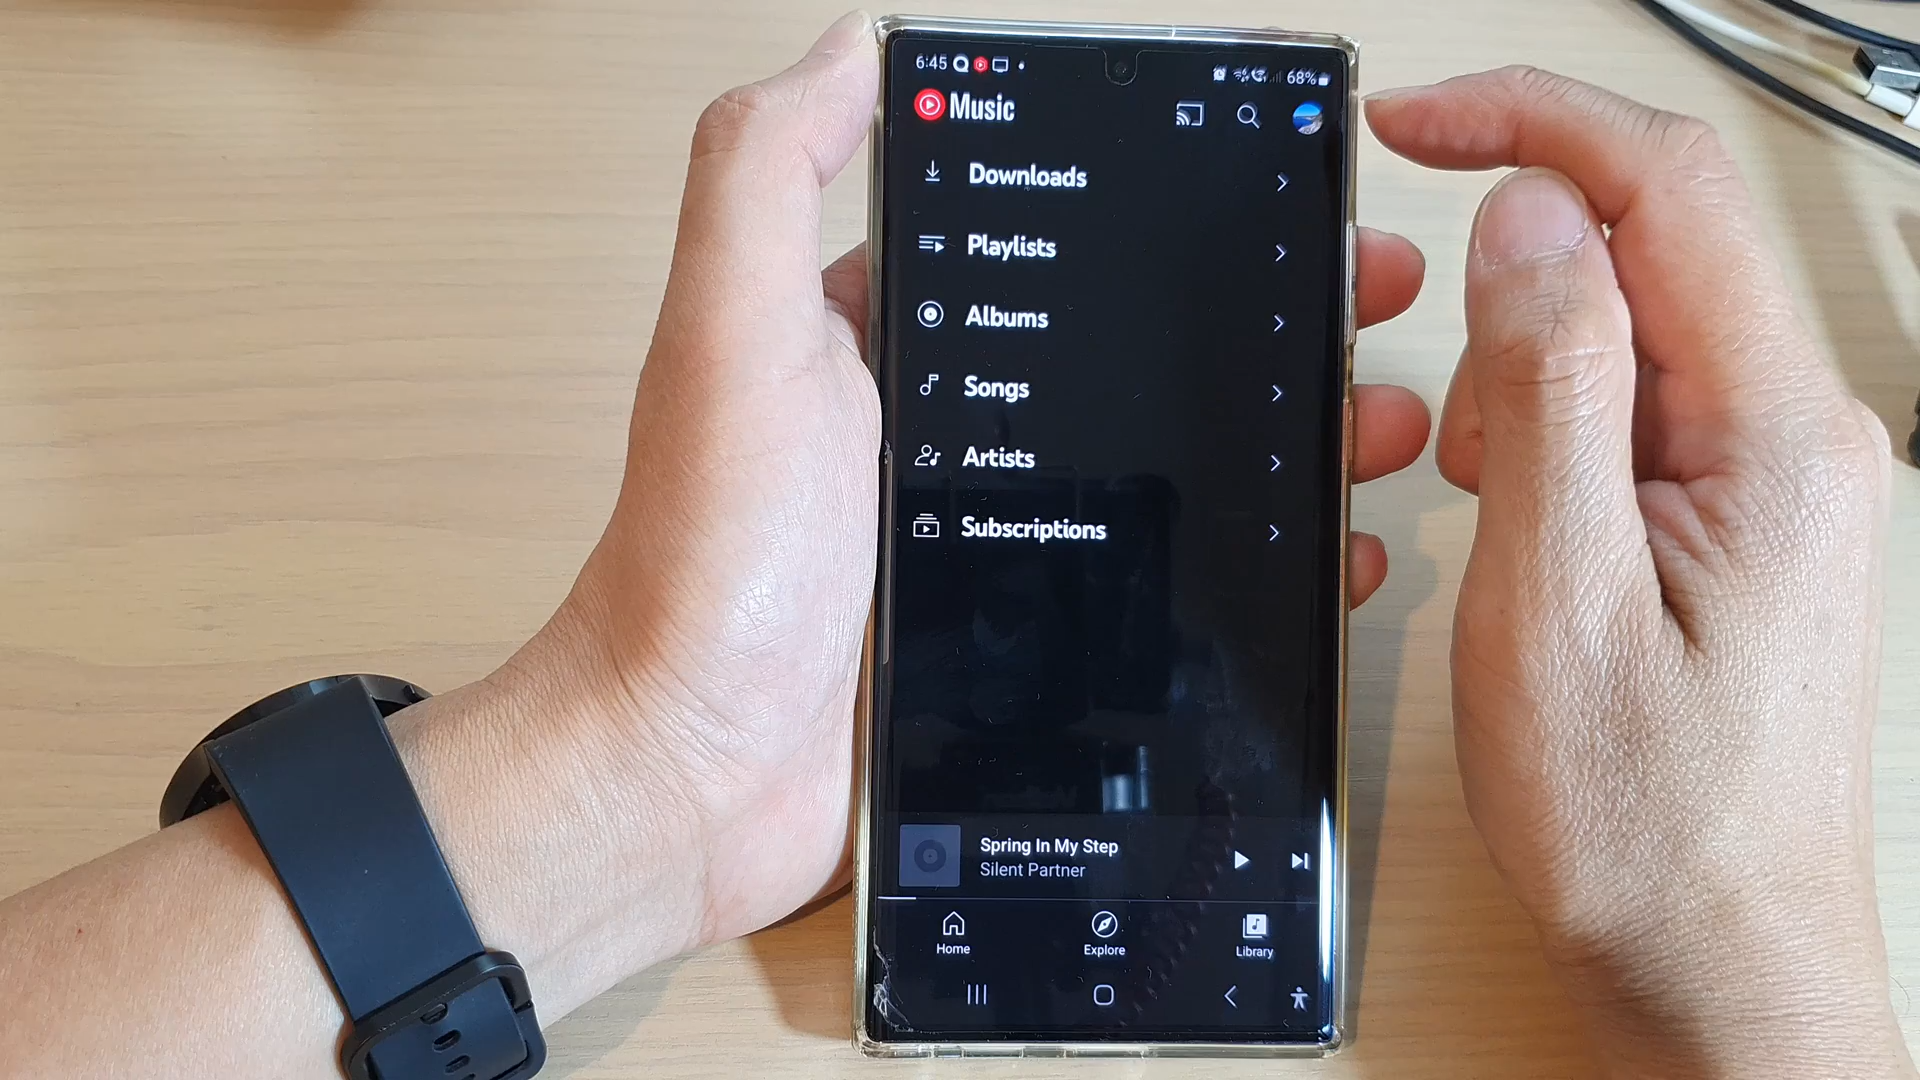 6:45
68%
Music
Downloads
Playlists
Albums
Songs
Artists
Subscriptions
Spring In My Step
Silent Partner
Home
Explore
Library